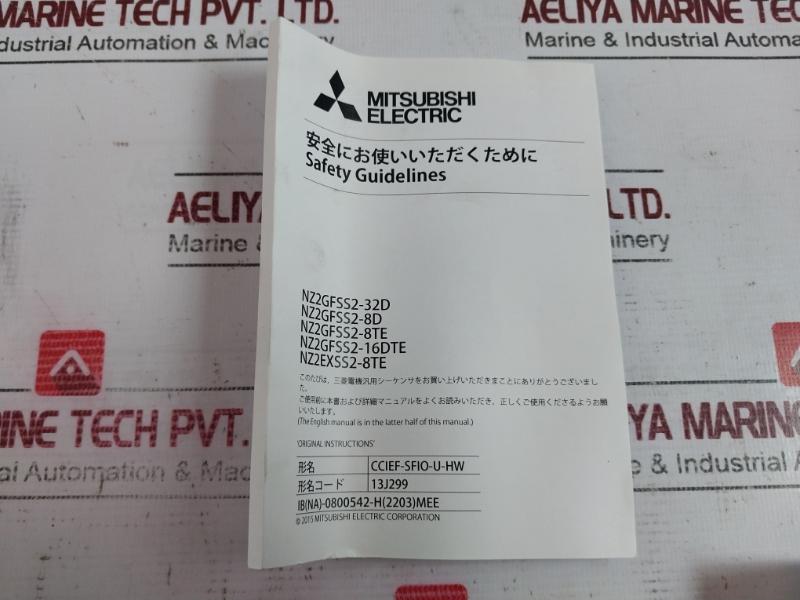 MARINE TECH PVT. LTD.
AELIYA MARINE TEC
dustrial Automation & Machinery
Marine & Industrial Automa
MITSUBISHI
ELECTRIC
安全にお使いいただくために
Safety Guidelines
AELIYA
LTD.
Marine &
inery
NZ2GFSS2-32D
NZ2GFSS2-8D
NZ2GFSS2-8TE
NZ2GFSS2-16DTE
NZ2EXSS2-8TE
このたびは、三菱電機汎用シーケンサをお買い上げいただきまことにありがとうございまし
た。
ご使用前に本書および詳細マニュアルをよくお読みいただき、正しくご使用くださるようお願
いいたします。
(The English manual is in the latter half of this manual.)
'ORIGINAL INSTRUCTIONS'
形名 CCIEF-SFIO-U-HW
形名コード 13J299
IB(NA)-0800542-H(2203)MEE
© 2015 MITSUBISHI ELECTRIC CORPORATION
RINE TECH PVT.
YA MARINE
ial Automation & Mac
e & Industrial